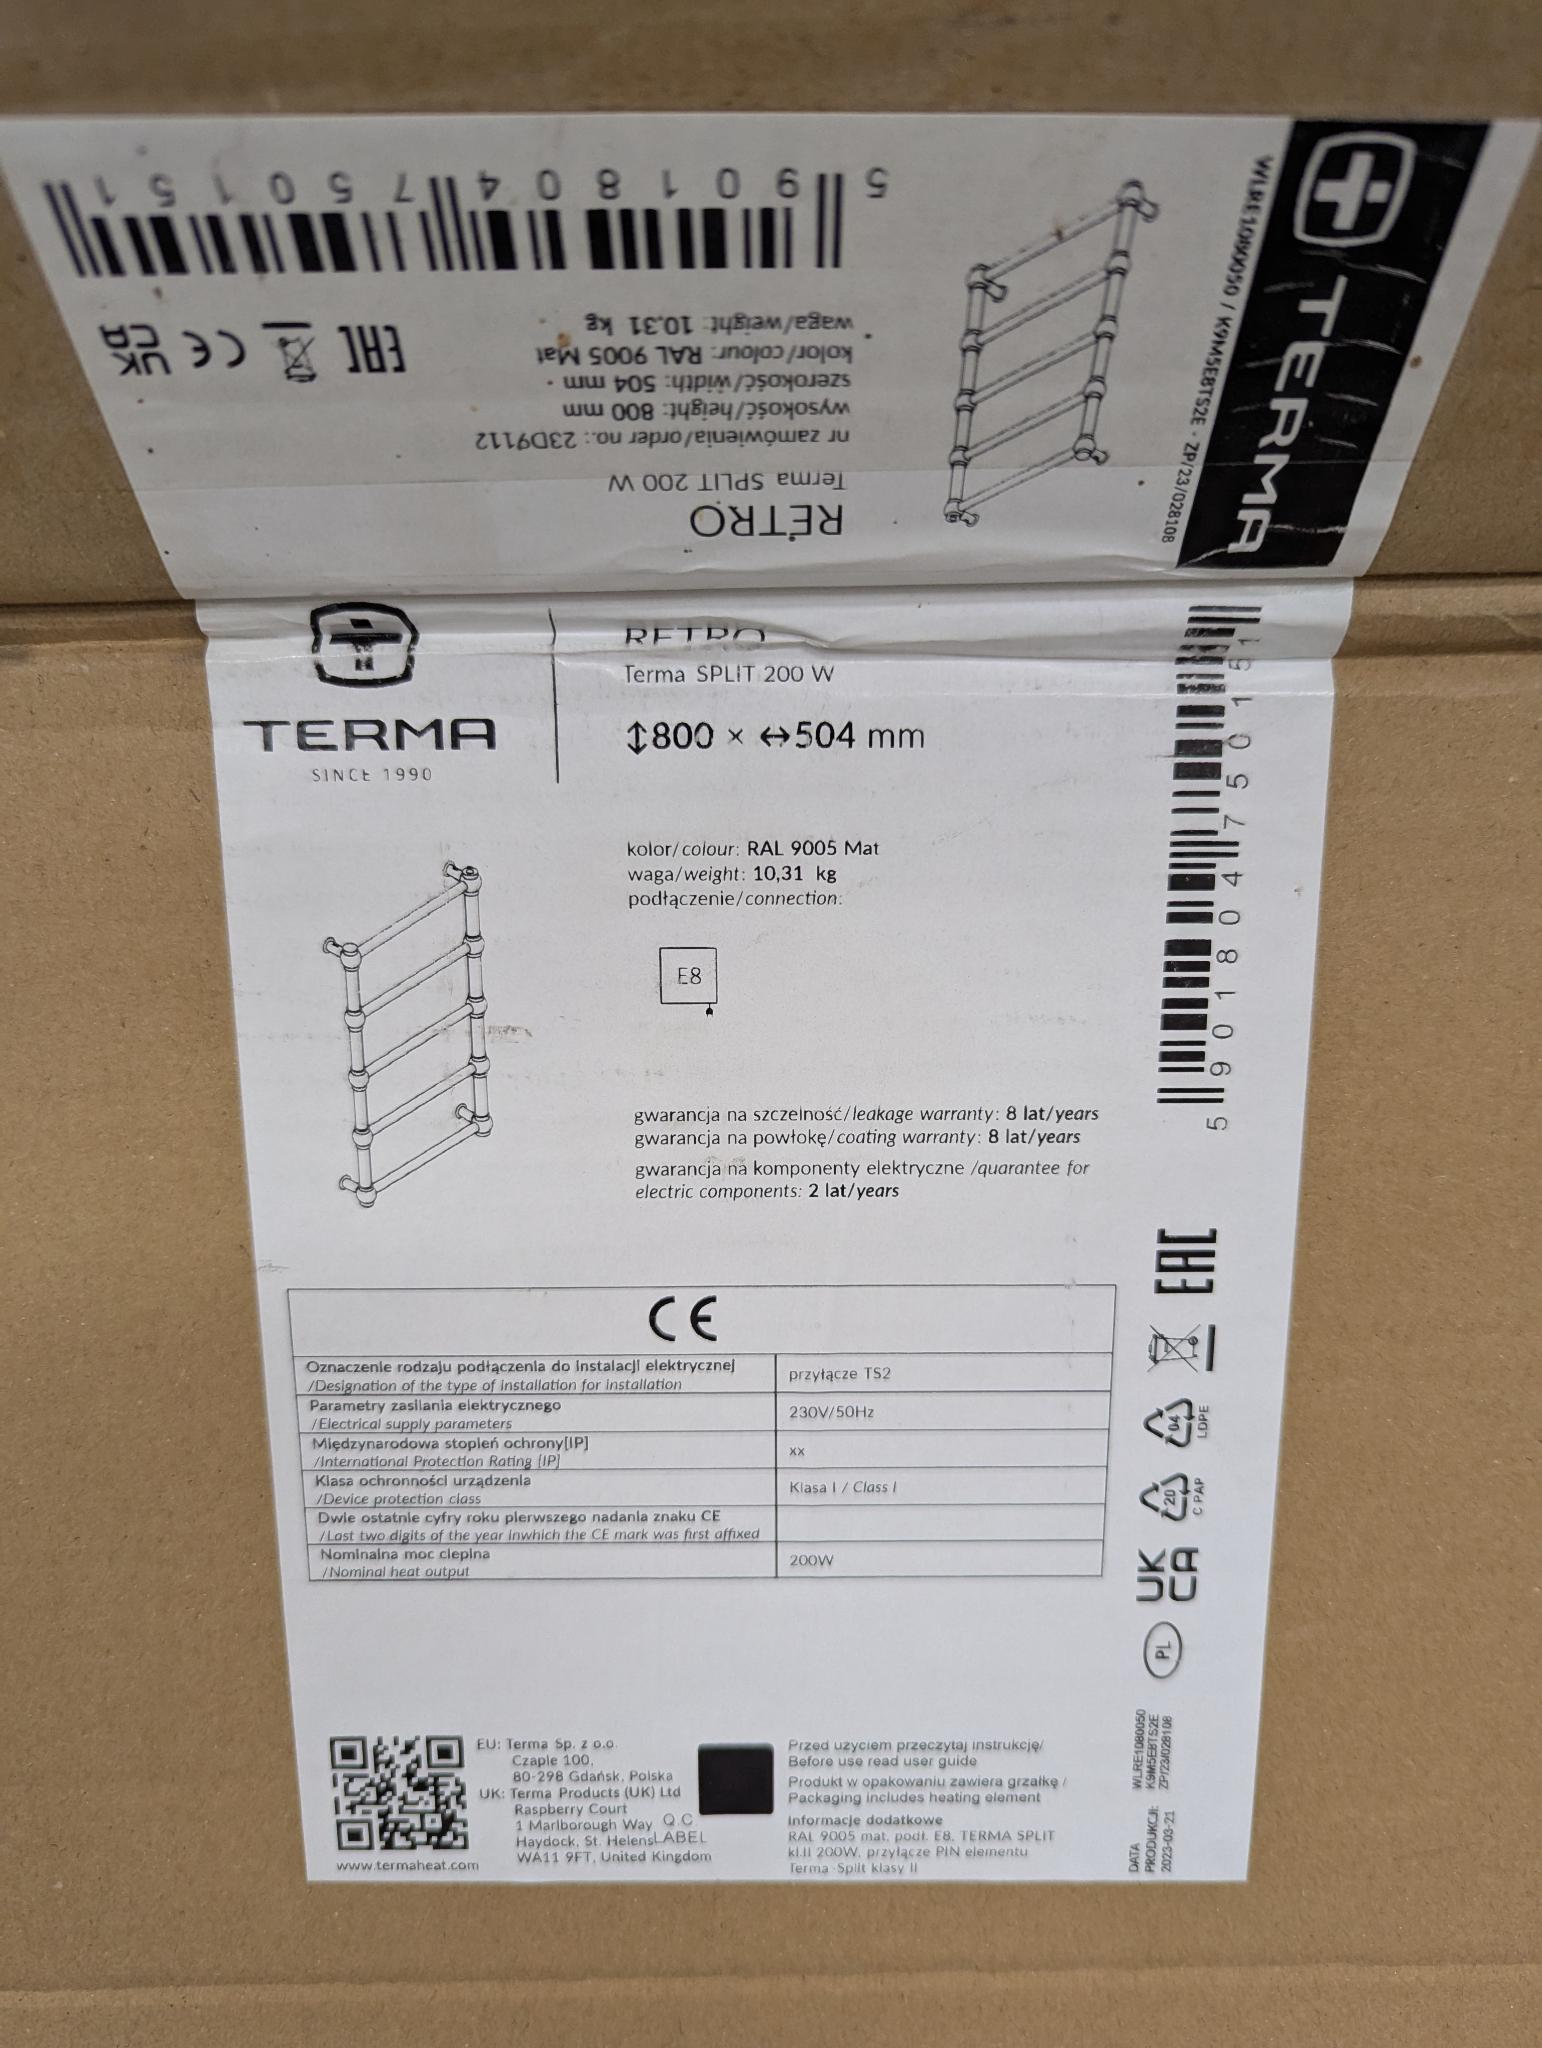 TERMA
WLRE1080050 / K9M5E8TS2E - ZP/23/028108
RETRO
Terma SPLIT 200 W
nr zamówienia/order no.: 23D9112
wysokość/height: 800 mm
szerokość/width: 504 mm
kolor/colour: RAL 9005 Mat
waga/weight: 10,31 kg
EAC
CE
UK
CA
5 901804 750151
TERMA
SINCE 1990
RETRO
Terma SPLIT 200 W
↕800 × ↔504 mm
kolor/colour: RAL 9005 Mat
waga/weight: 10,31 kg
podłączenie/connection:
E8
gwarancja na szczelność/leakage warranty: 8 lat/years
gwarancja na powłokę/coating warranty: 8 lat/years
gwarancja na komponenty elektryczne /quarantee for
electric components: 2 lat/years
5 901804 750151
CE
Oznaczenie rodzaju podłączenia do instalacji elektrycznej
/Designation of the type of installation for installation
przyłącze TS2
Parametry zasilania elektrycznego
/Electrical supply parameters
230V/50Hz
Międzynarodowa stopień ochrony[IP]
/International Protection Rating [IP]
xx
Klasa ochronności urządzenia
/Device protection class
Klasa I / Class I
Dwie ostatnie cyfry roku pierwszego nadania znaku CE
/Last two digits of the year inwhich the CE mark was first affixed
Nominalna moc cieplna
/Nominal heat output
200W
EAC
04
LDPE
20
C PAP
UK
CA
PL
WLRE1080050
K9M5E8TS2E
ZP/23/028108
DATA
PRODUKCJI:
2023-03-21
EU: Terma Sp. z o.o.
Czaple 100,
80-298 Gdańsk, Polska
UK: Terma Products (UK) Ltd
Raspberry Court
1 Marlborough Way
Haydock, St. Helens
WA11 9FT, United Kingdom
Q.C.
LABEL
www.termaheat.com
Przed użyciem przeczytaj instrukcję/
Before use read user guide
Produkt w opakowaniu zawiera grzałkę /
Packaging includes heating element
Informacje dodatkowe
RAL 9005 mat, podł. E8, TERMA SPLIT
kl.II 200W, przyłącze PIN elementu
Terma Split klasy II